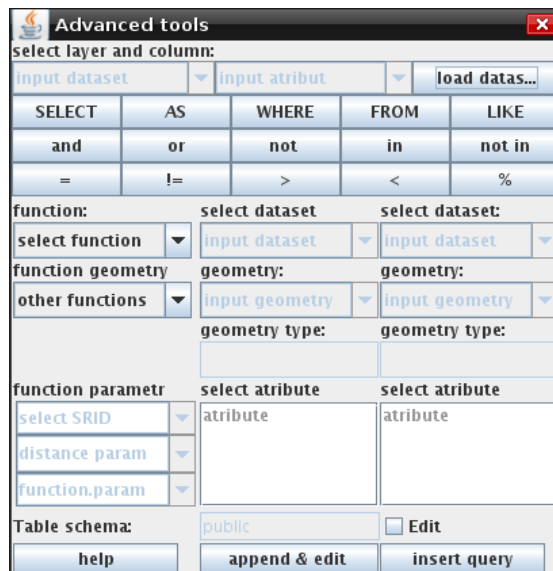 Advanced tools
select layer and column:
input dataset input atribut load datas...
SELECT AS WHERE FROM LIKE
and or not in not in
= != > < %
function: select dataset select dataset:
select function input dataset input dataset
function geometry geometry: geometry:
other functions input geometry input geometry
geometry type: geometry type:
function parametr select atribute select atribute
select SRID atribute atribute
distance param
function.param
Table schema: public Edit
help append & edit insert query